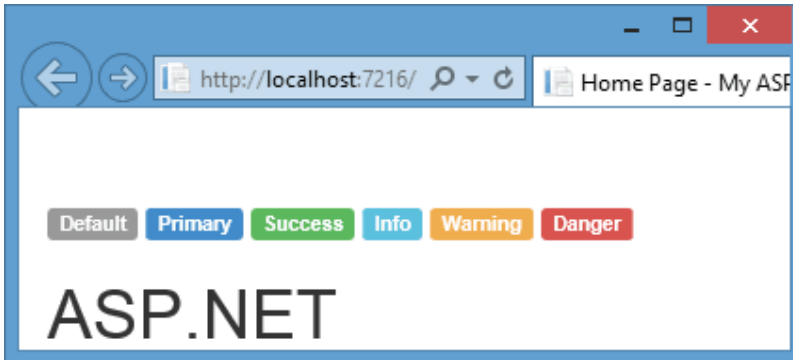 http://localhost:7216/
Home Page - My ASP
Default Primary Success Info Warning Danger
ASP.NET